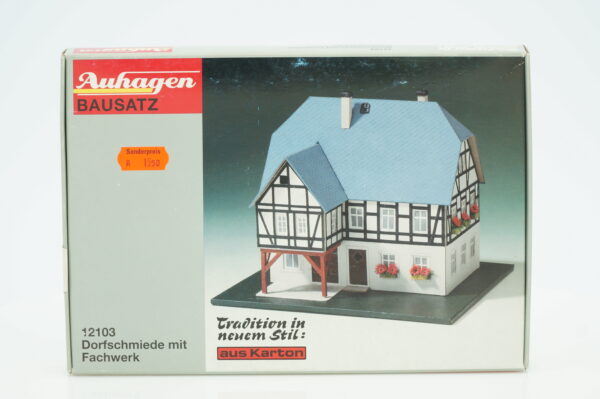 Auhagen
BAUSATZ
Sonderpreis
A
12103
Dorfschmiede mit
Fachwerk
Tradition in
neuem Stil:
aus Karton